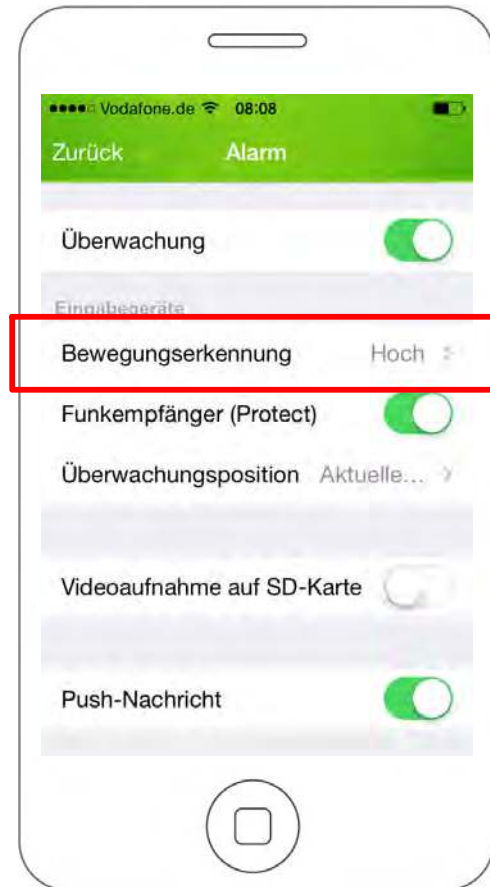 Vodafone.de 08:08
Zurück Alarm
Überwachung
Eingabegeräte
Bewegungserkennung Hoch
Funkempfänger (Protect)
Überwachungsposition Aktuelle...
Videoaufnahme auf SD-Karte
Push-Nachricht